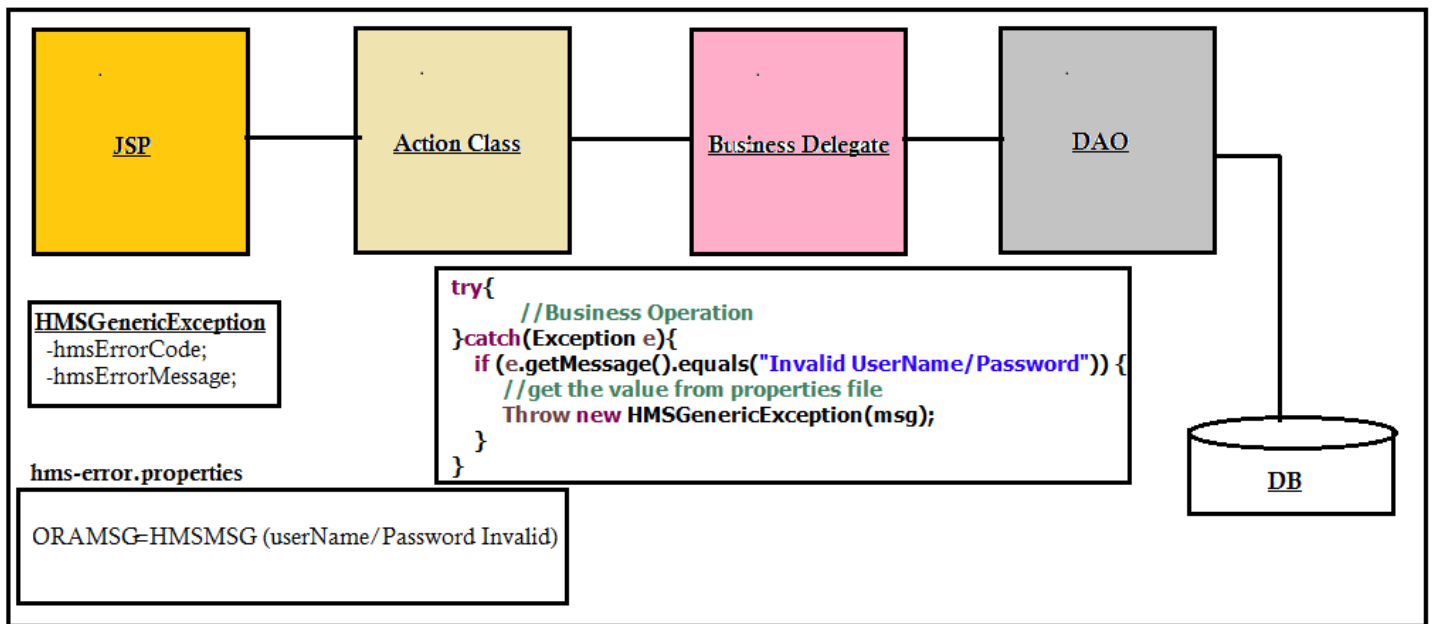 JSP
Action Class
Business Delegate
DAO
try{
//Business Operation
}catch(Exception e){
if (e.getMessage().equals("Invalid UserName/Password")) {
//get the value from properties file
Throw new HMSGenericException(msg);
}
}
HMSGenericException
-hmsErrorCode;
-hmsErrorMessage;
hms-error.properties
ORAMSG=HMSMSG (userName/Password Invalid)
DB